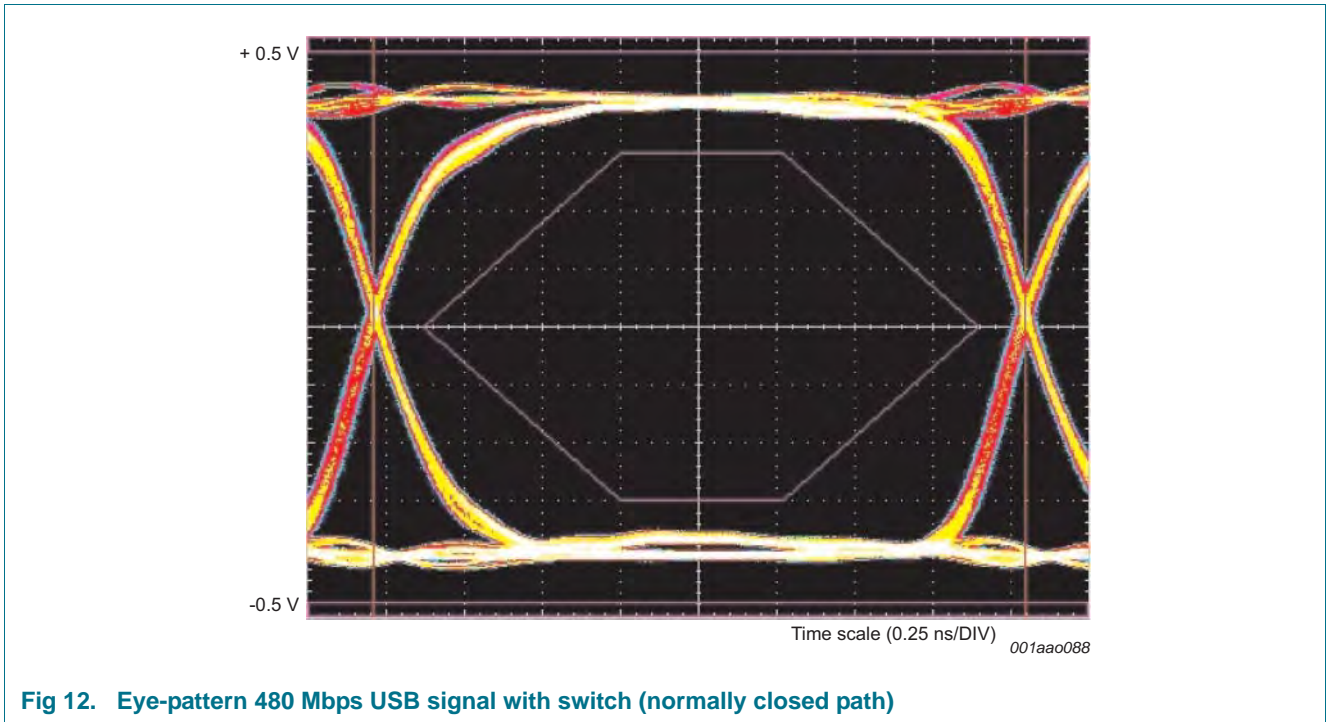 + 0.5 V
-0.5 V
Time scale (0.25 ns/DIV)
001aao088
Fig 12. Eye-pattern 480 Mbps USB signal with switch (normally closed path)